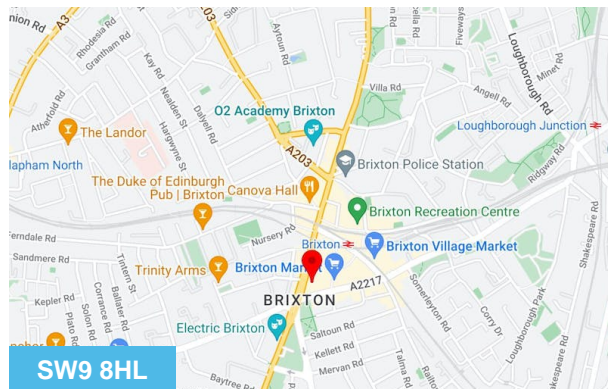 nion Rd
A3
A203
Fiveways
Rhodesia Rd
Grantham Rd
Aytoun Rd
Loughborough Rd
Minet Rd
Kay Rd
Nealden St
Dalyell Rd
Villa Rd
Angell Rd
O2 Academy Brixton
Atherfold Rd
The Landor
Hargwyne St
Loughborough Junction
lapham North
A203
Brixton Police Station
Ridgway Rd
The Duke of Edinburgh
Pub | Brixton
Canova Hall
Shakespeare Rd
Brixton Recreation Centre
Ferndale Rd
Nursery Rd
Brixton
Brixton Village Market
Sandmere Rd
Tintern St
Trinity Arms
Brixton Mar
Ballater Rd
Corrance Rd
Solon Rd
Plato Rd
Kepler Rd
A2217
BRIXTON
Somerleyton Rd
Corry Dr
Loughborough Park
Shakespeare Rd
Electric Brixton
Saltoun Rd
Kellett Rd
Mervan Rd
Talma Rd
Railto
Baytree Rd
SW9 8HL